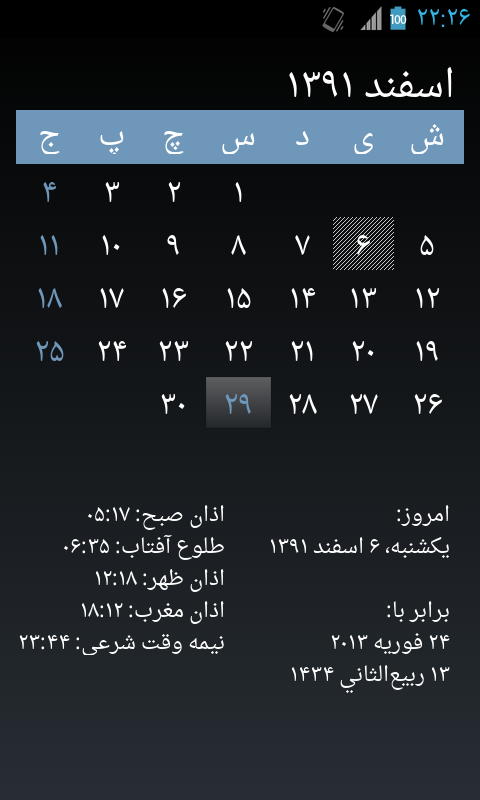 ۲۲:۲۶
100
اسفند ۱۳۹۱
ش ی د س چ پ ج
۱ ۲ ۳ ۴
۵ ۶ ۷ ۸ ۹ ۱۰ ۱۱
۱۲ ۱۳ ۱۴ ۱۵ ۱۶ ۱۷ ۱۸
۱۹ ۲۰ ۲۱ ۲۲ ۲۳ ۲۴ ۲۵
۲۶ ۲۷ ۲۸ ۲۹ ۳۰
امروز:
یکشنبه، ۶ اسفند ۱۳۹۱
برابر با:
۲۴ فوریه ۲۰۱۳
۱۳ ربيع‌الثاني ۱۴۳۴
اذان صبح: ۰۵:۱۷
طلوع آفتاب: ۰۶:۳۵
اذان ظهر: ۱۲:۱۸
اذان مغرب: ۱۸:۱۲
نیمه وقت شرعی: ۲۳:۴۴